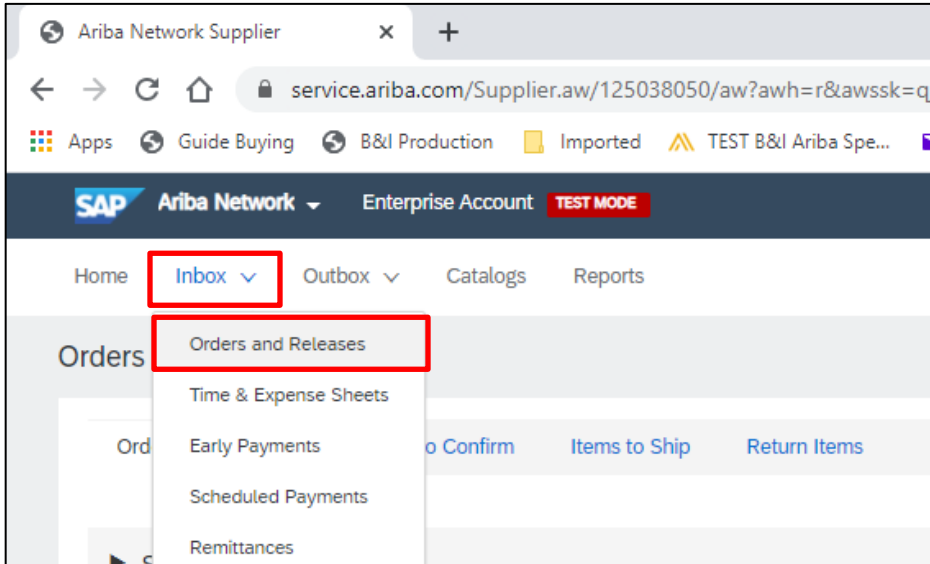 Ariba Network Supplier
service.ariba.com/Supplier.aw/125038050/aw?awh=r&awssk=q
Apps Guide Buying B&I Production Imported TEST B&I Ariba Spe...
SAP Ariba Network Enterprise Account TEST MODE
Home Inbox Outbox Catalogs Reports
Orders and Releases
Orders
Time & Expense Sheets
Ord Early Payments o Confirm Items to Ship Return Items
Scheduled Payments
Remittances